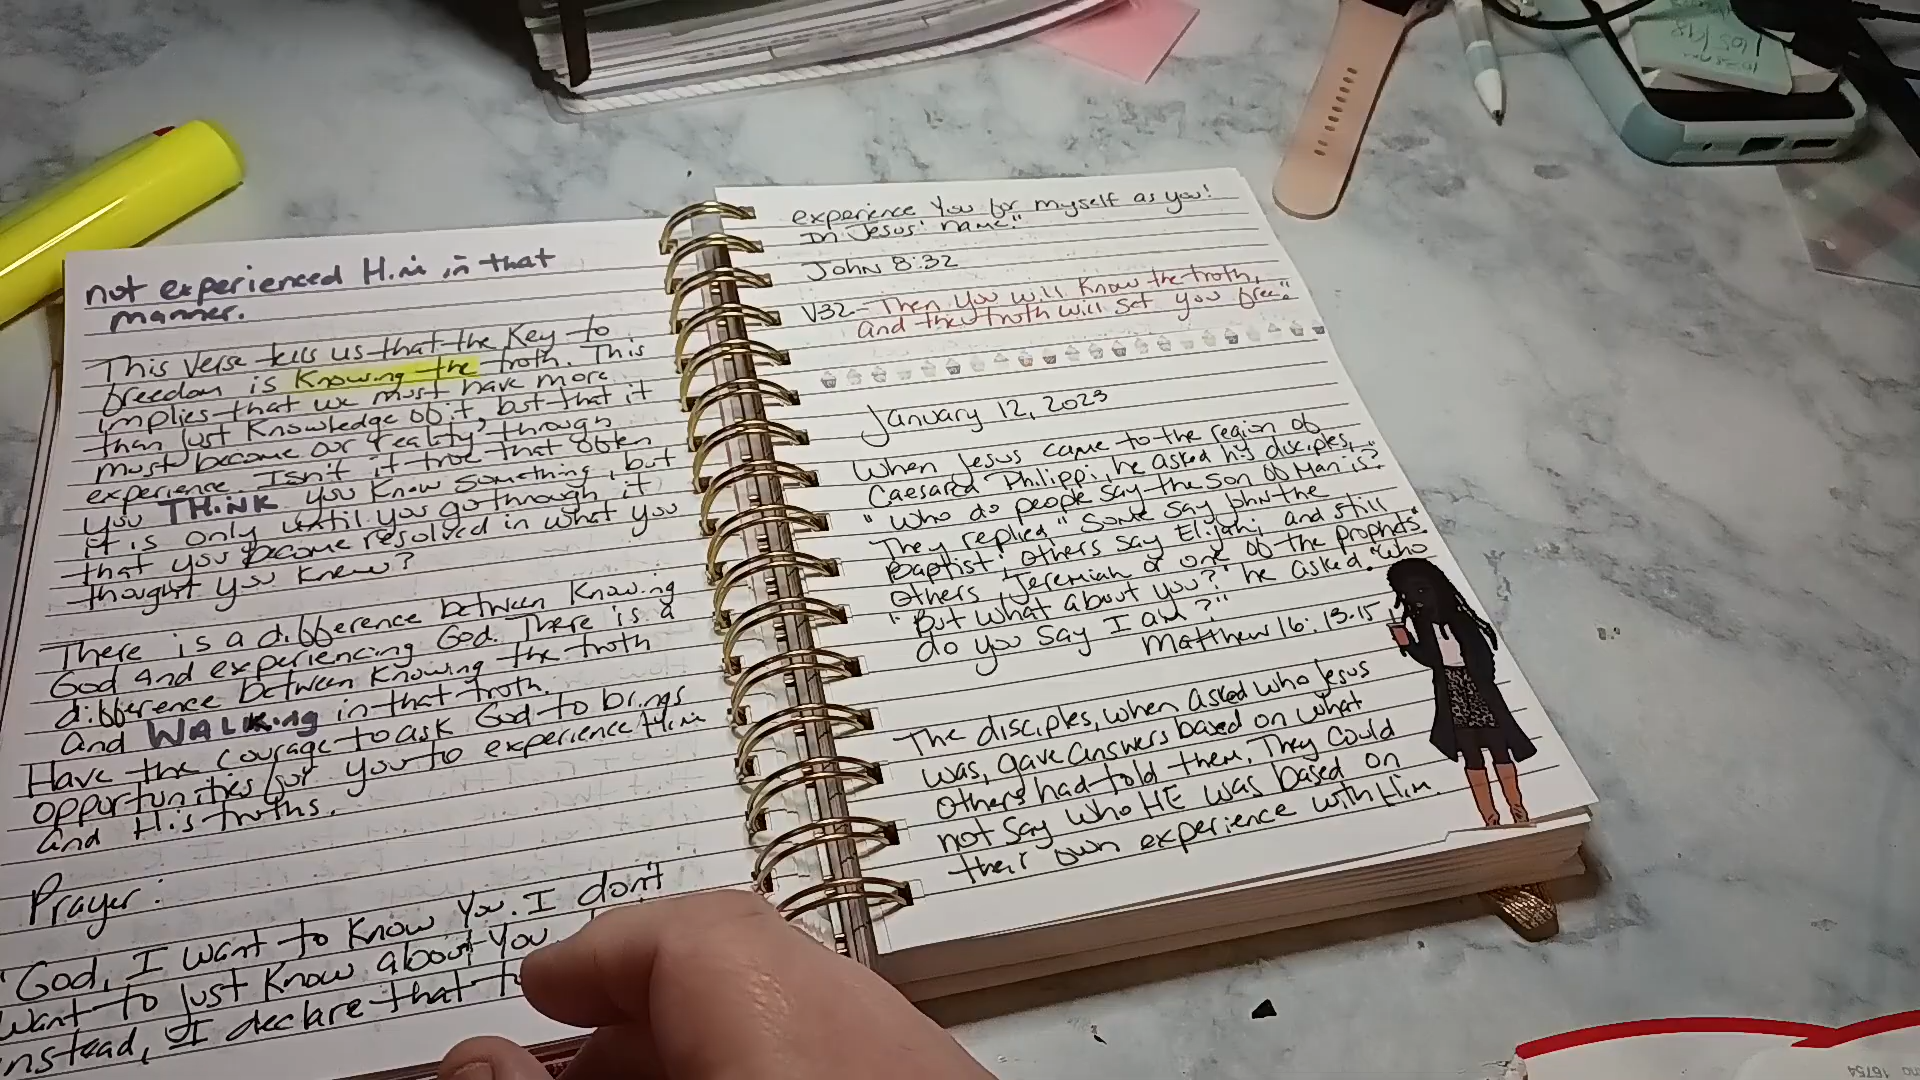 not experienced Him in that
manner.
This verse tells us that the key to
freedom is Knowing the troth. This
implies that we must have more
than just Knowledge of it, but that it
must become our reality through
experience. Isn't it true that often
you THiNK you know something, but
it is only until you go through it
that you become resolved in what you
thought you knew?
There is a difference between Knowing
God and experiencing God. There is a
difference between Knowing the truth
and WALKing in that truth.
Have the courage to ask God to brings
opportunities for you to experience Him
and His truths.
Prayer:
"God, I want to Know You. I don't
want to just Know about You
instead, I declare that
experience You for myself as you!
In Jesus' name."
John 8:32
V32 - Then you will Know the truth,
and the truth will set you free."
January 12, 2023
When Jesus came to the region of
Caesarea Philippi, he asked his disciples,
"Who do people say the son of Man is?"
They replied," Some say John the
Baptist; others say Elijah; and still
others, Jeremiah or one of the prophets"
"But what about you?" he asked. "Who
do you say I am?"
Matthew 16:13-15
The disciples, when asked who Jesus
was, gave answers based on what
others had told them. They could
not say who HE was based on
their own experience with Him.
16754